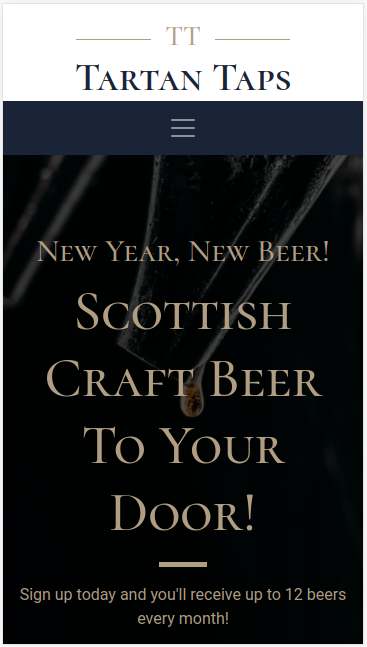 TT
Tartan Taps
New Year, New Beer!
Scottish
Craft Beer
To Your
Door!
Sign up today and you'll receive up to 12 beers
every month!